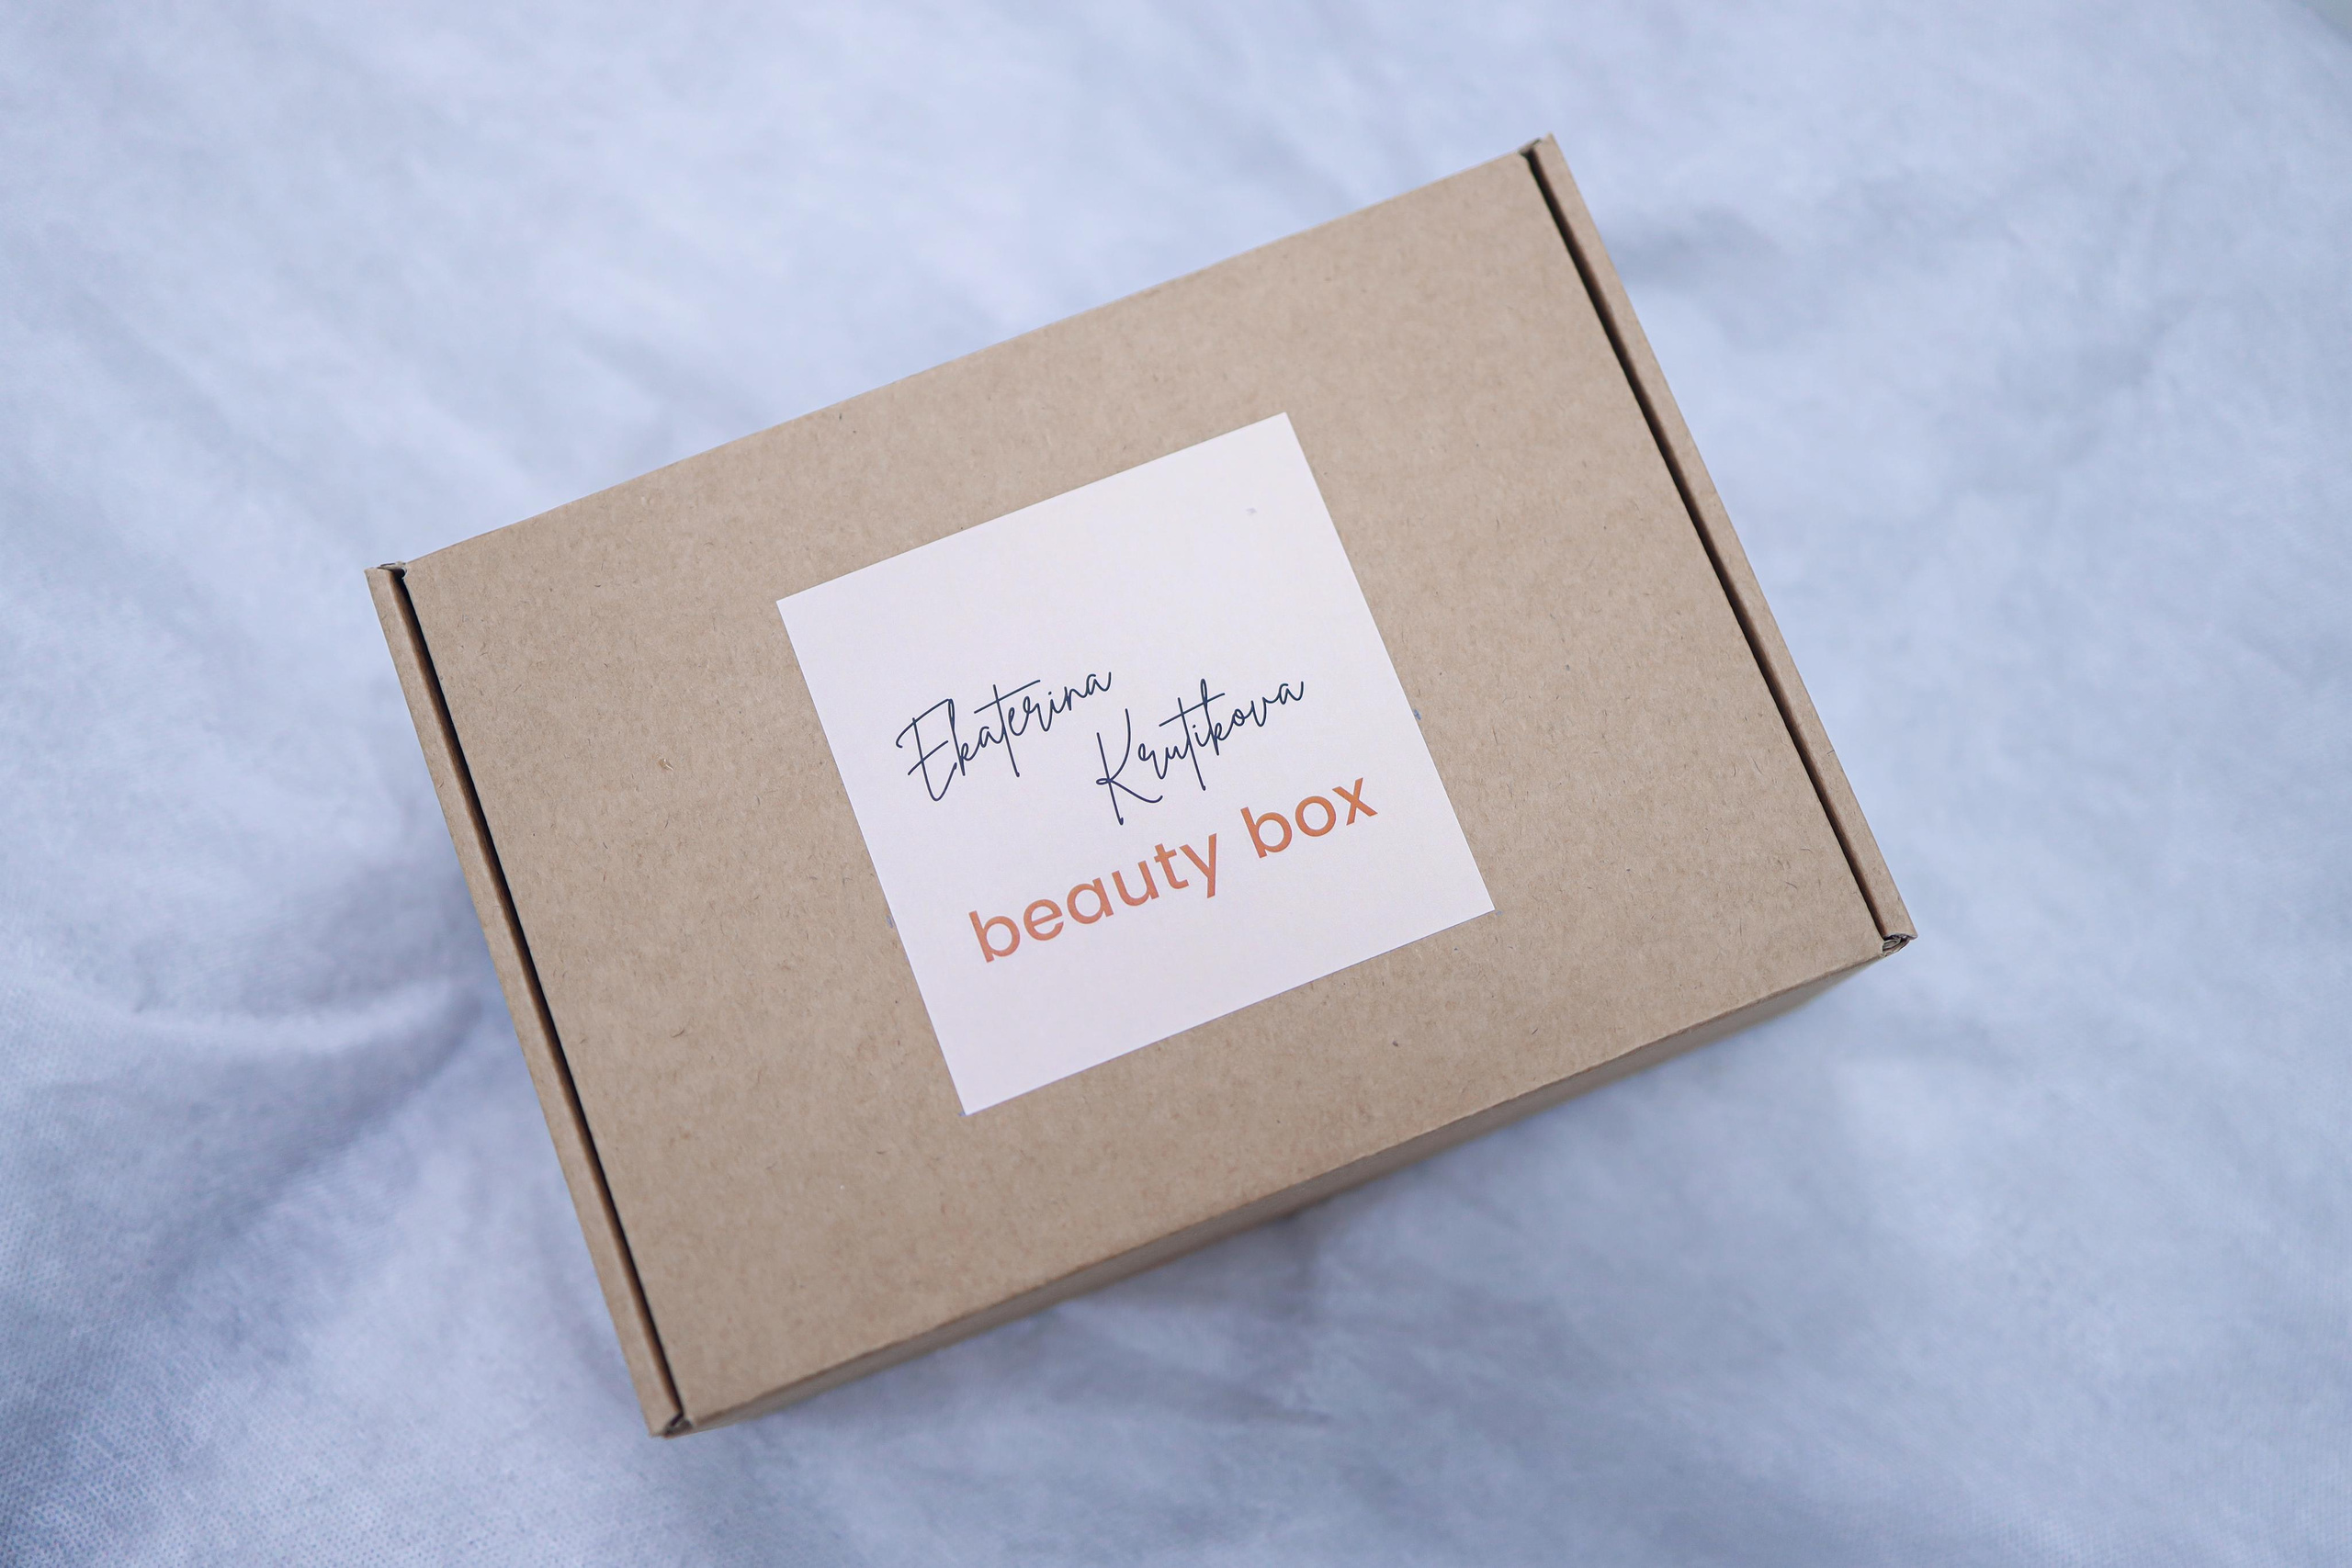 Ekaterina
Krutikova
beauty box